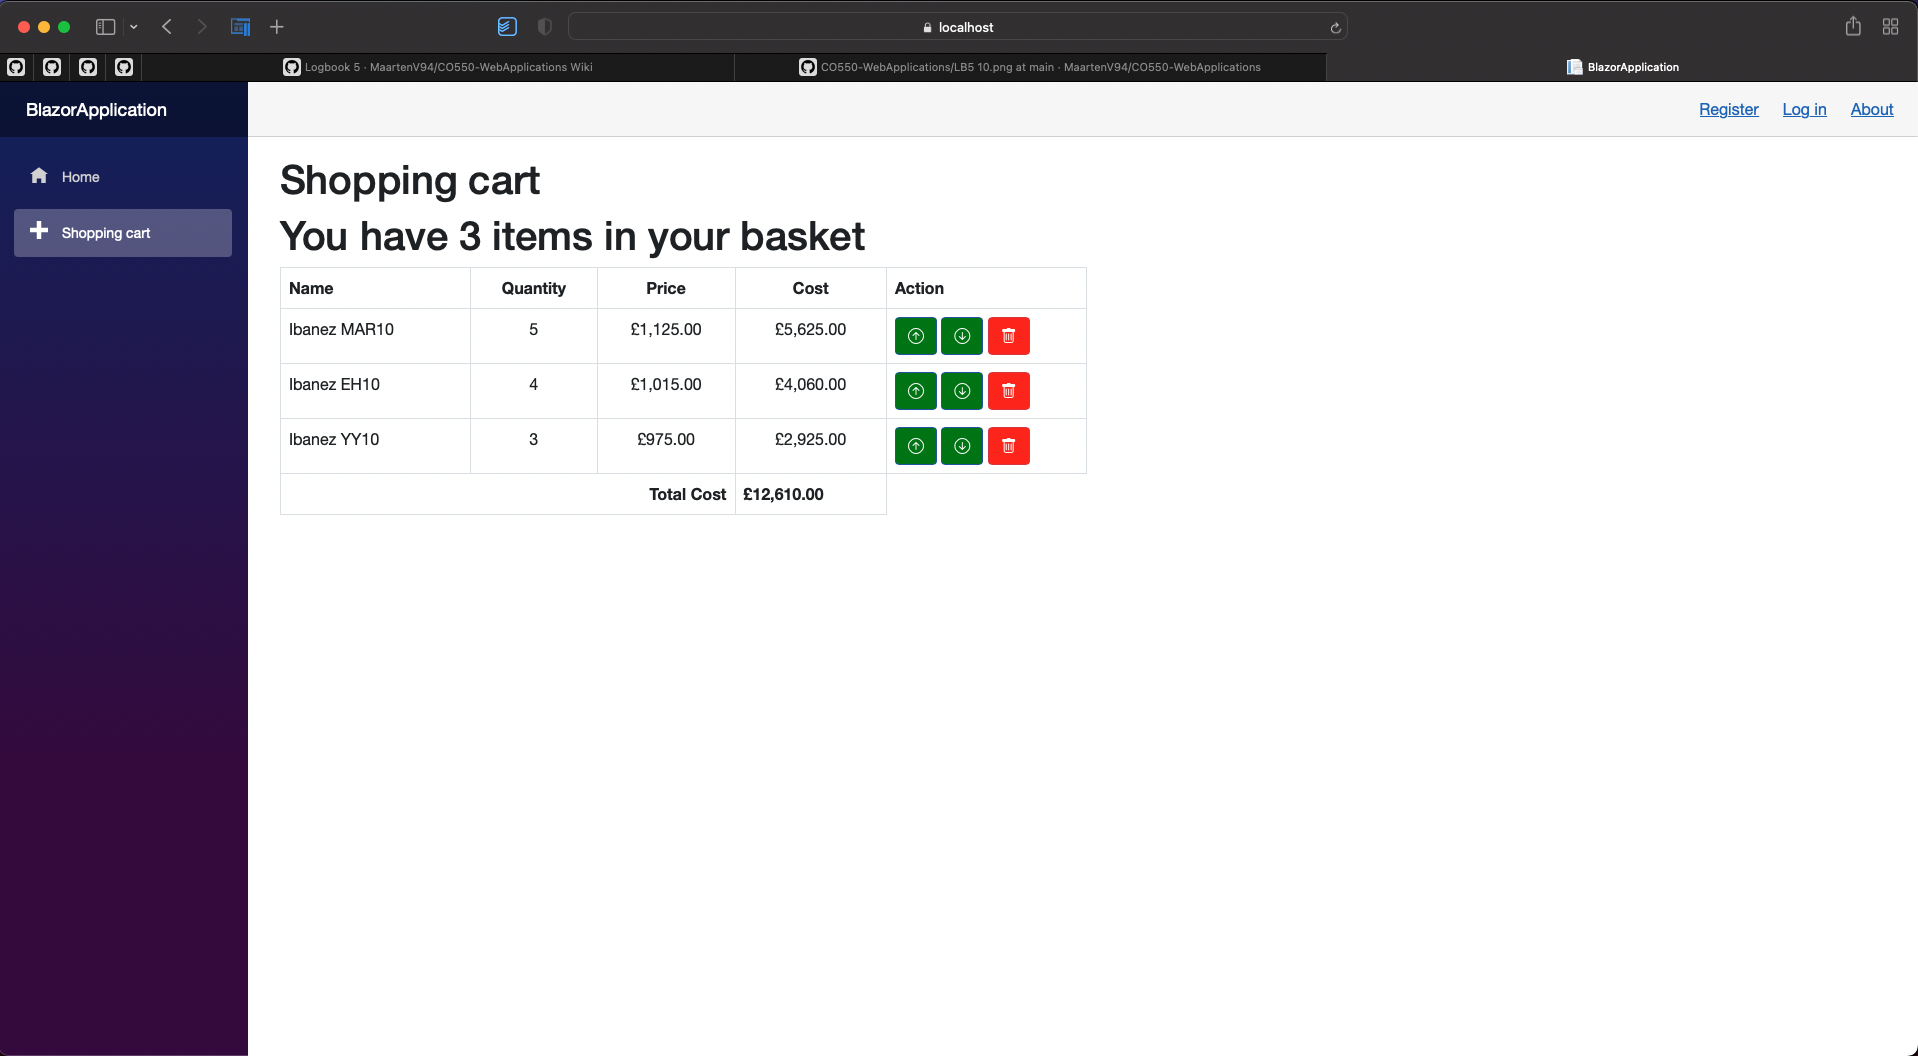 localhost
Logbook 5 · MaartenV94/CO550-WebApplications Wiki
CO550-WebApplications/LB5 10.png at main · MaartenV94/CO550-WebApplications
BlazorApplication
BlazorApplication
Register Log in About
Home
Shopping cart
Shopping cart
You have 3 items in your basket
Name Quantity Price Cost Action
Ibanez MAR10 5 £1,125.00 £5,625.00
Ibanez EH10 4 £1,015.00 £4,060.00
Ibanez YY10 3 £975.00 £2,925.00
Total Cost £12,610.00